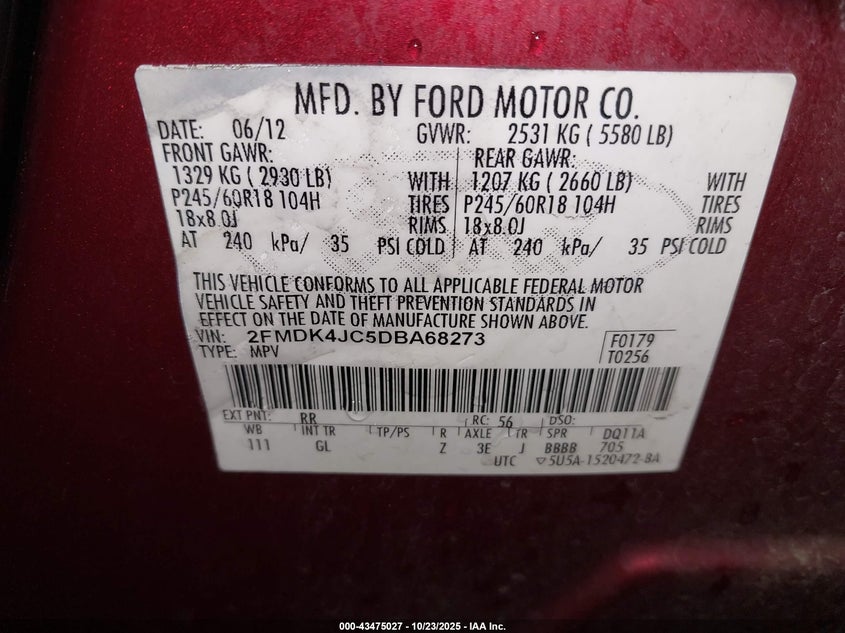 MFD. BY FORD MOTOR CO.
DATE: 06/12 GVWR: 2531 KG ( 5580 LB)
FRONT GAWR: REAR GAWR:
1329 KG ( 2930 LB) WITH 1207 KG ( 2660 LB) WITH
P245/60R18 104H TIRES P245/60R18 104H TIRES
18x8.0J RIMS 18x8.0J RIMS
AT 240 kPa/ 35 PSI COLD AT 240 kPa/ 35 PSI COLD
THIS VEHICLE CONFORMS TO ALL APPLICABLE FEDERAL MOTOR
VEHICLE SAFETY AND THEFT PREVENTION STANDARDS IN
EFFECT ON THE DATE OF MANUFACTURE SHOWN ABOVE.
VIN: 2FMDK4JC5DBA68273 F0179
TYPE: MPV T0256
EXT PNT: RR RC: 56 DSO:
WB INT TR TP/PS R AXLE TR SPR DQ11A
111 GL Z 3E J BBBB 705
UTC ▽5U5A-1520472-BA
000-43475027 - 10/23/2025 - IAA Inc.